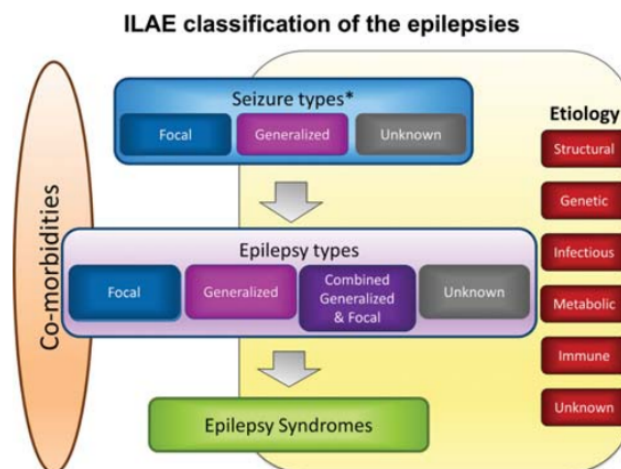 ILAE classification of the epilepsies
Co-morbidities
Seizure types*
Focal
Generalized
Unknown
Epilepsy types
Focal
Generalized
Combined
Generalized
& Focal
Unknown
Epilepsy Syndromes
Etiology
Structural
Genetic
Infectious
Metabolic
Immune
Unknown